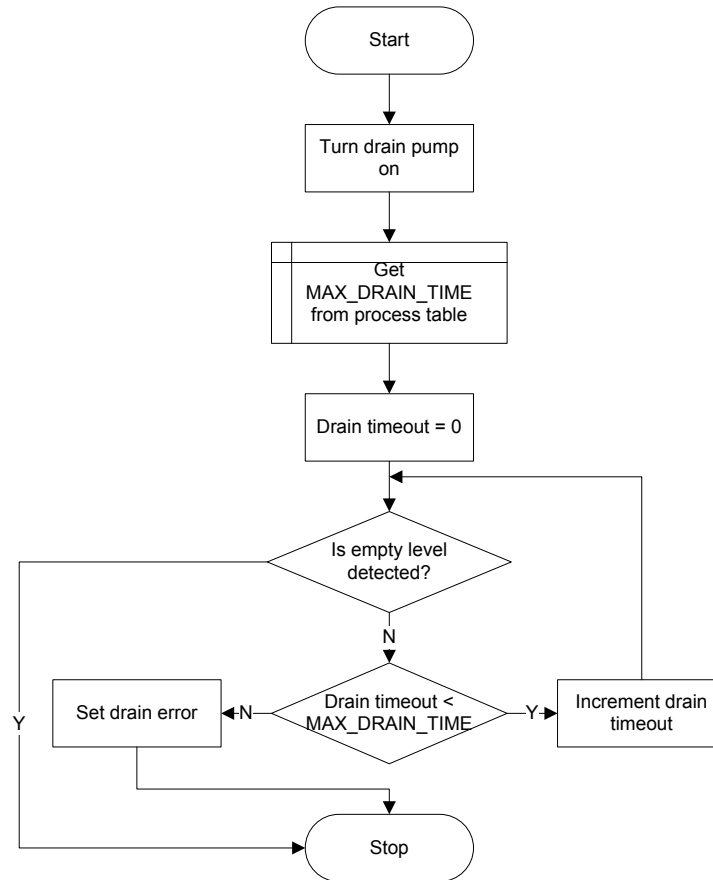 Start
Turn drain pump
on
Get
MAX_DRAIN_TIME
from process table
Drain timeout = 0
Is empty level
detected?
N
Y
Set drain error
N
Drain timeout <
MAX_DRAIN_TIME
Y
Increment drain
timeout
Stop